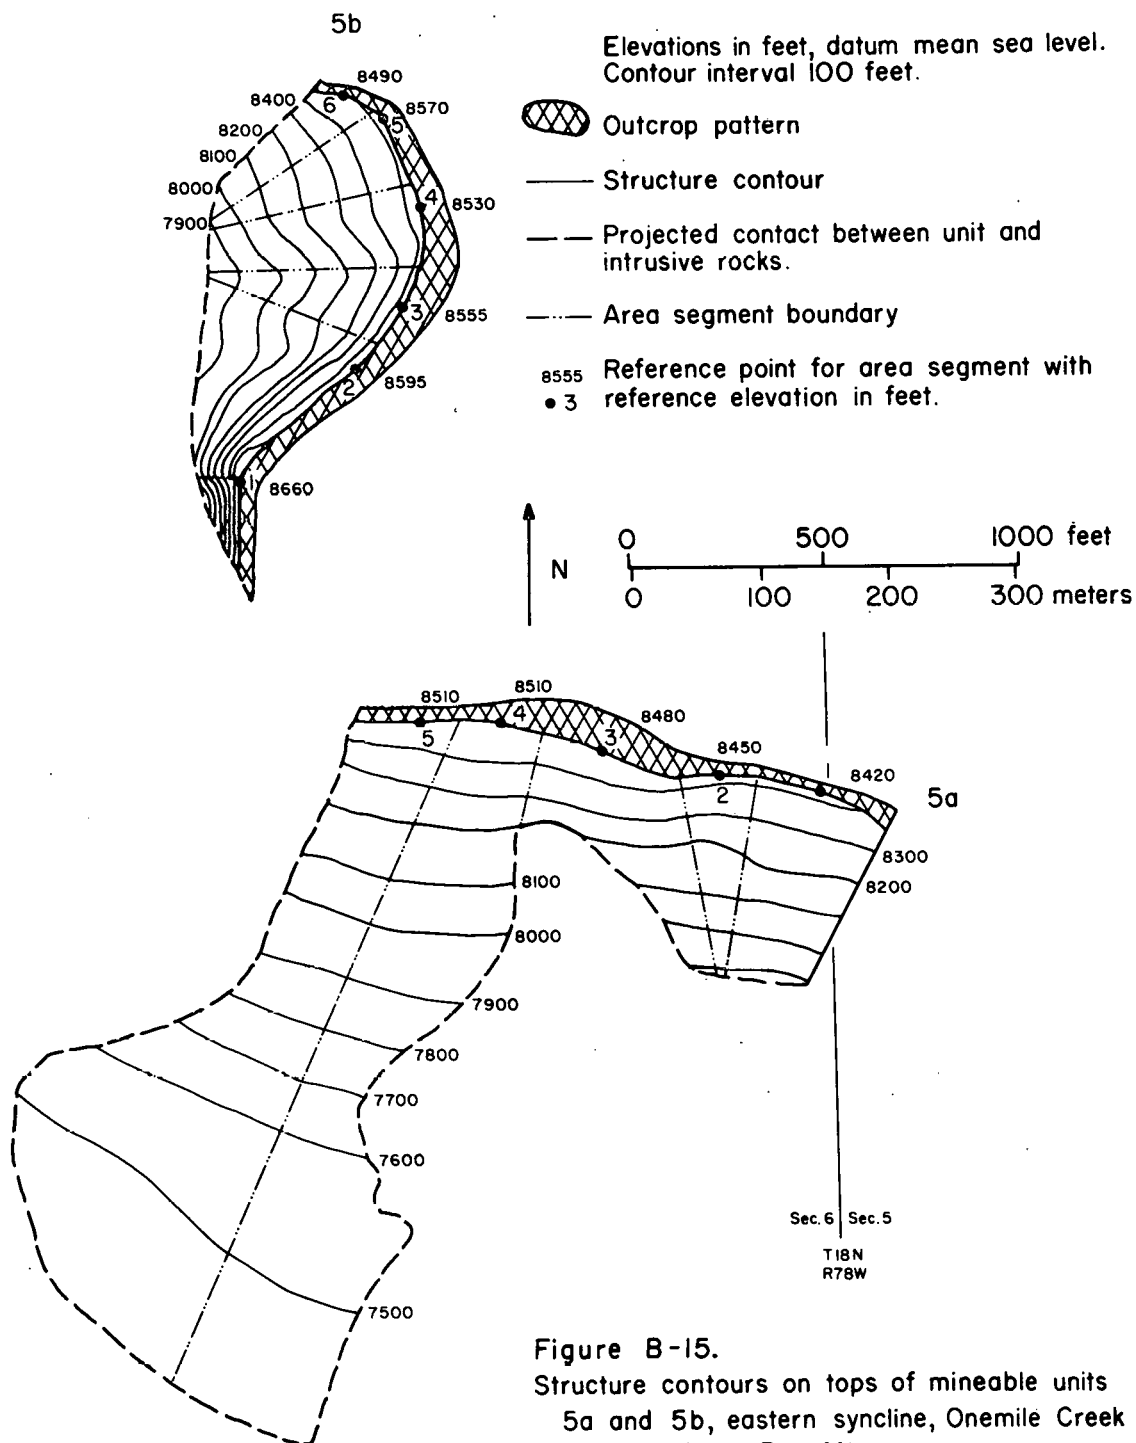 5b
Elevations in feet, datum mean sea level.
Contour interval 100 feet.
Outcrop pattern
Structure contour
Projected contact between unit and
intrusive rocks.
Area segment boundary
8555
• 3
Reference point for area segment with
reference elevation in feet.
8490
8400
6
8570
5
8200
8100
8000
4
8530
7900
3
8555
2
8595
1
8660
N
0 500 1000 feet
0 100 200 300 meters
8510
8510
8480
8450
8420
5
4
3
2
5a
8300
8200
8100
8000
7900
7800
7700
7600
7500
Sec. 6 Sec. 5
T18N
R78W
Figure B-15.
Structure contours on tops of mineable units
5a and 5b, eastern syncline, Onemile Creek